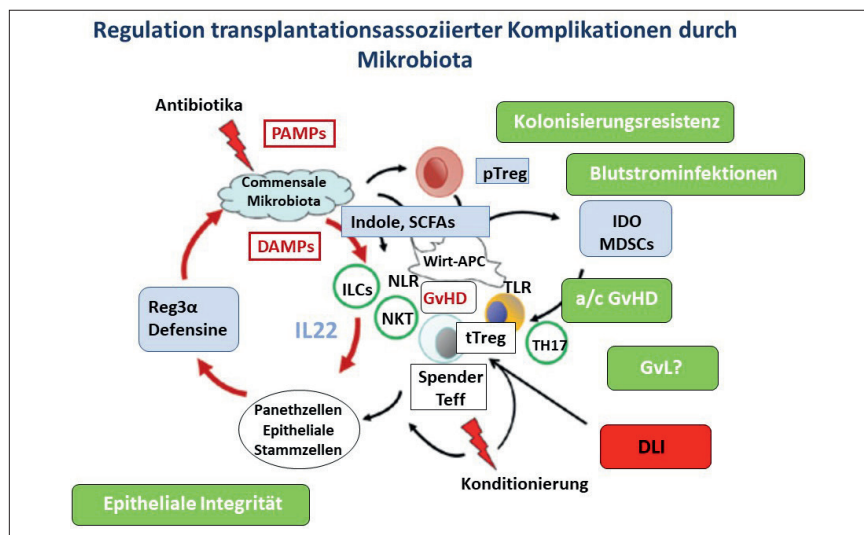 Regulation transplantationsassoziierter Komplikationen durch
Mikrobiota
Antibiotika
PAMPs
Kolonisierungsresistenz
Commensale
Mikrobiota
pTreg
Blutstrominfektionen
Indole, SCFAs
IDO
MDSCs
DAMPs
Wirt-APC
ILCs
NLR
GvHD
TLR
a/c GvHD
Reg3α
Defensine
IL22
NKT
tTreg
TH17
GvL?
Spender
Teff
Panethzellen
Epitheliale
Stammzellen
DLI
Konditionierung
Epitheliale Integrität